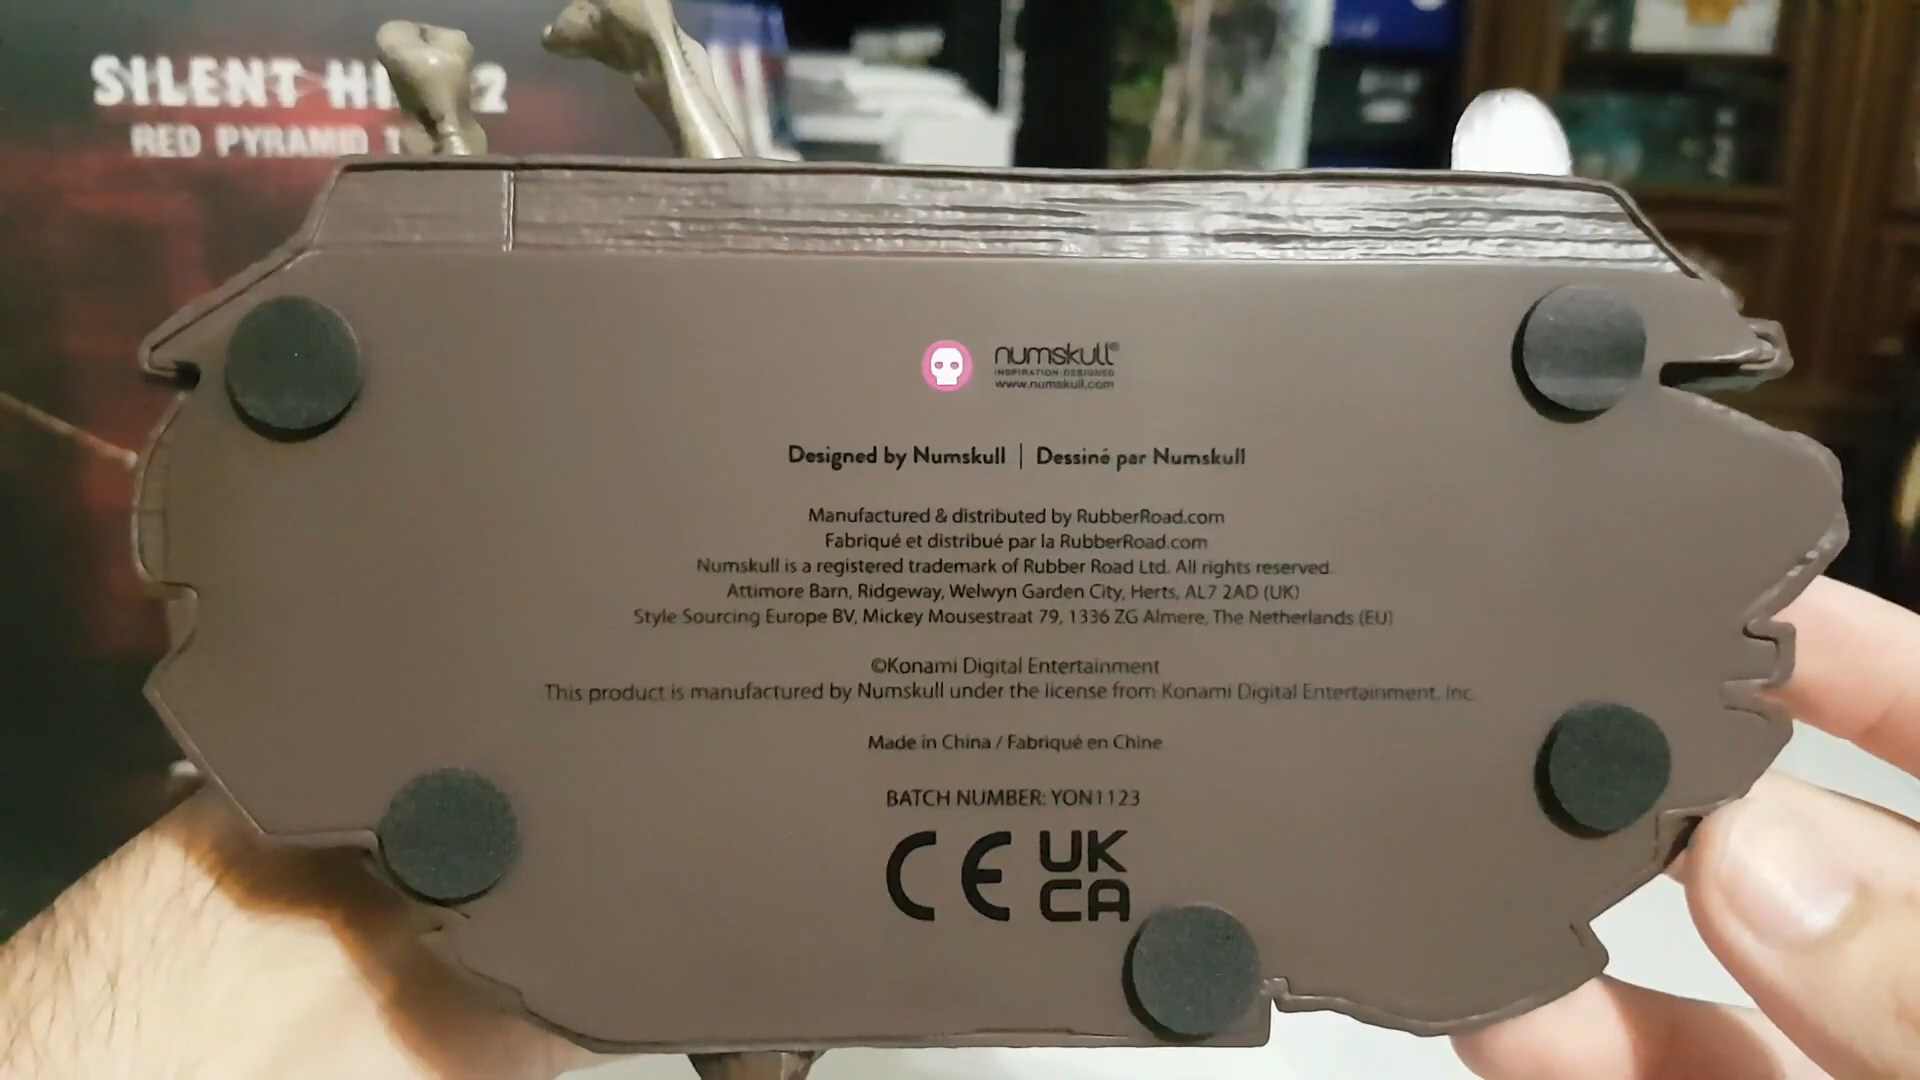 SILENT HI 2
RED PYRAMID T
numskull®
INSPIRATION DESIGNED
www.numskull.com
Designed by Numskull | Dessiné par Numskull
Manufactured & distributed by RubberRoad.com
Fabriqué et distribué par la RubberRoad.com
Numskull is a registered trademark of Rubber Road Ltd. All rights reserved.
Attimore Barn, Ridgeway, Welwyn Garden City, Herts, AL7 2AD (UK)
Style Sourcing Europe BV, Mickey Mousestraat 79, 1336 ZG Almere, The Netherlands (EU)
©Konami Digital Entertainment
This product is manufactured by Numskull under the license from Konami Digital Entertainment, Inc.
Made in China / Fabriqué en Chine
BATCH NUMBER: YON1123
CE UK
CA